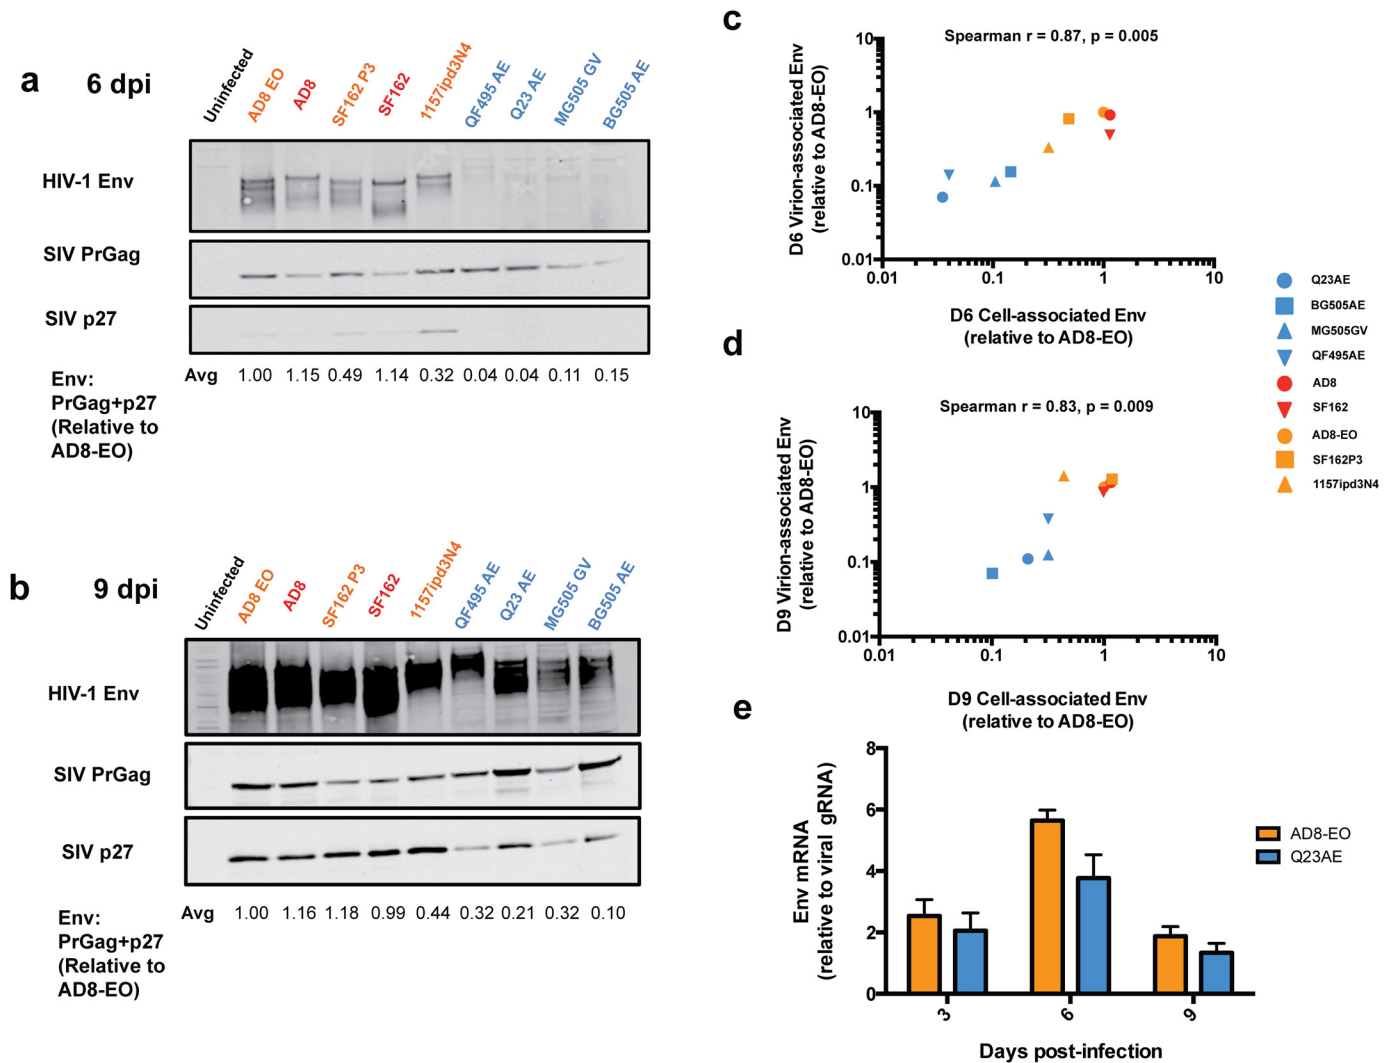 a
6 dpi
Uninfected
AD8 EO
AD8
SF162 P3
SF162
1157ipd3N4
QF495 AE
Q23 AE
MG505 GV
BG505 AE
HIV-1 Env
SIV PrGag
SIV p27
Env:
PrGag+p27
(Relative to
AD8-EO)
Avg 1.00 1.15 0.49 1.14 0.32 0.04 0.04 0.11 0.15
b
9 dpi
Uninfected
AD8 EO
AD8
SF162 P3
SF162
1157ipd3N4
QF495 AE
Q23 AE
MG505 GV
BG505 AE
HIV-1 Env
SIV PrGag
SIV p27
Env:
PrGag+p27
(Relative to
AD8-EO)
Avg 1.00 1.16 1.18 0.99 0.44 0.32 0.21 0.32 0.10
c
Spearman r = 0.87, p = 0.005
D6 Virion-associated Env
(relative to AD8-EO)
10
1
0.1
0.01
0.01 0.1 1 10
D6 Cell-associated Env
(relative to AD8-EO)
d
Spearman r = 0.83, p = 0.009
D9 Virion-associated Env
(relative to AD8-EO)
10
1
0.1
0.01
0.01 0.1 1 10
D9 Cell-associated Env
(relative to AD8-EO)
Q23AE
BG505AE
MG505GV
QF495AE
AD8
SF162
AD8-EO
SF162P3
1157ipd3N4
e
Env mRNA
(relative to viral gRNA)
8
6
4
2
0
3 6 9
Days post-infection
AD8-EO
Q23AE